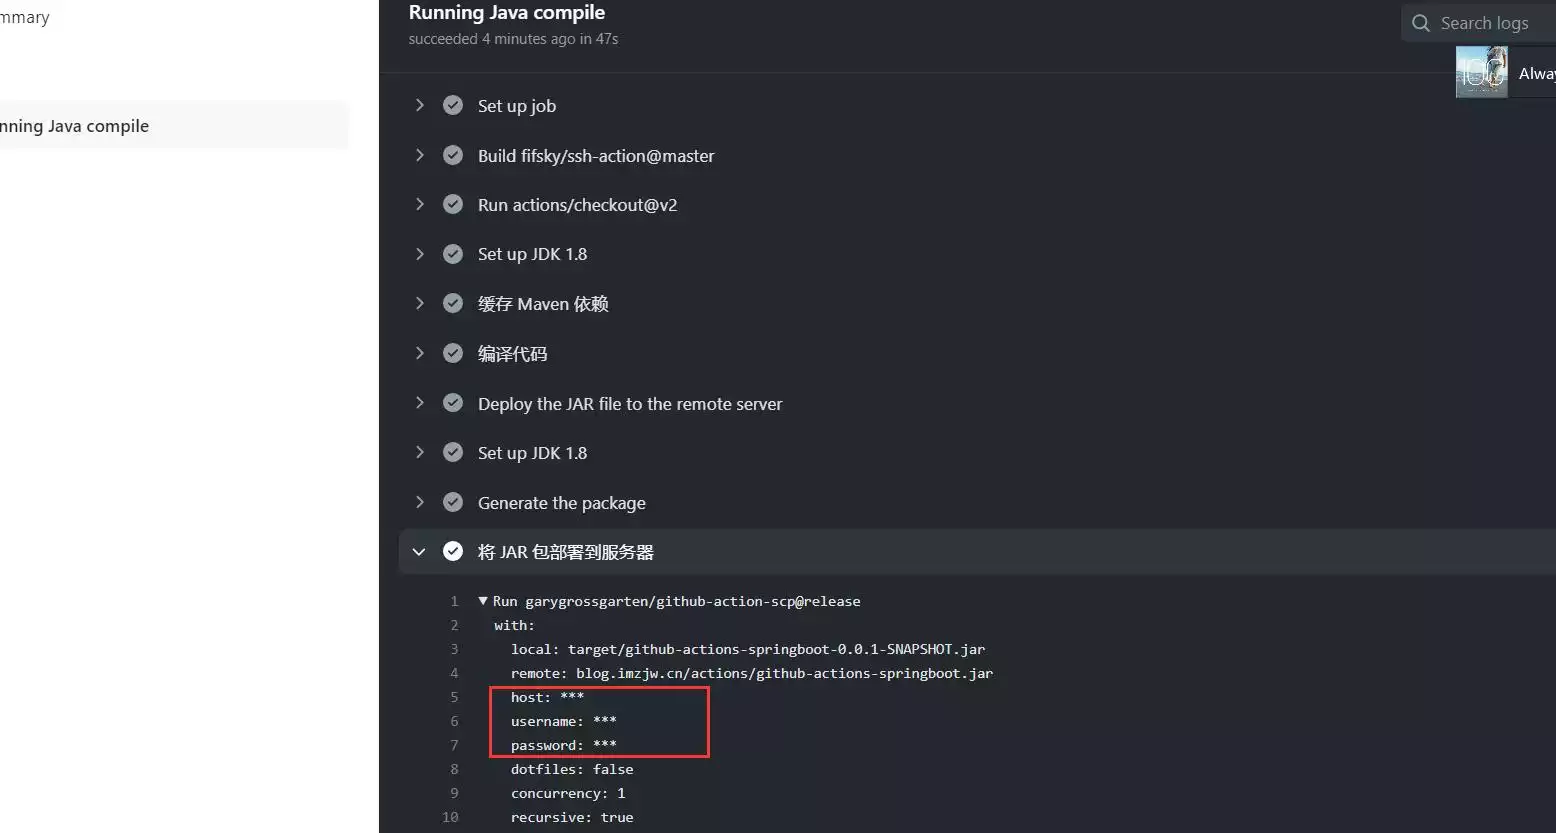 mmary
nning Java compile
Running Java compile
succeeded 4 minutes ago in 47s
Search logs
Alway
Set up job
Build fifsky/ssh-action@master
Run actions/checkout@v2
Set up JDK 1.8
缓存 Maven 依赖
编译代码
Deploy the JAR file to the remote server
Set up JDK 1.8
Generate the package
将 JAR 包部署到服务器
1 ▼ Run garygrossgarten/github-action-scp@release
2 with:
3 local: target/github-actions-springboot-0.0.1-SNAPSHOT.jar
4 remote: blog.imzjw.cn/actions/github-actions-springboot.jar
5 host: ***
6 username: ***
7 password: ***
8 dotfiles: false
9 concurrency: 1
10 recursive: true